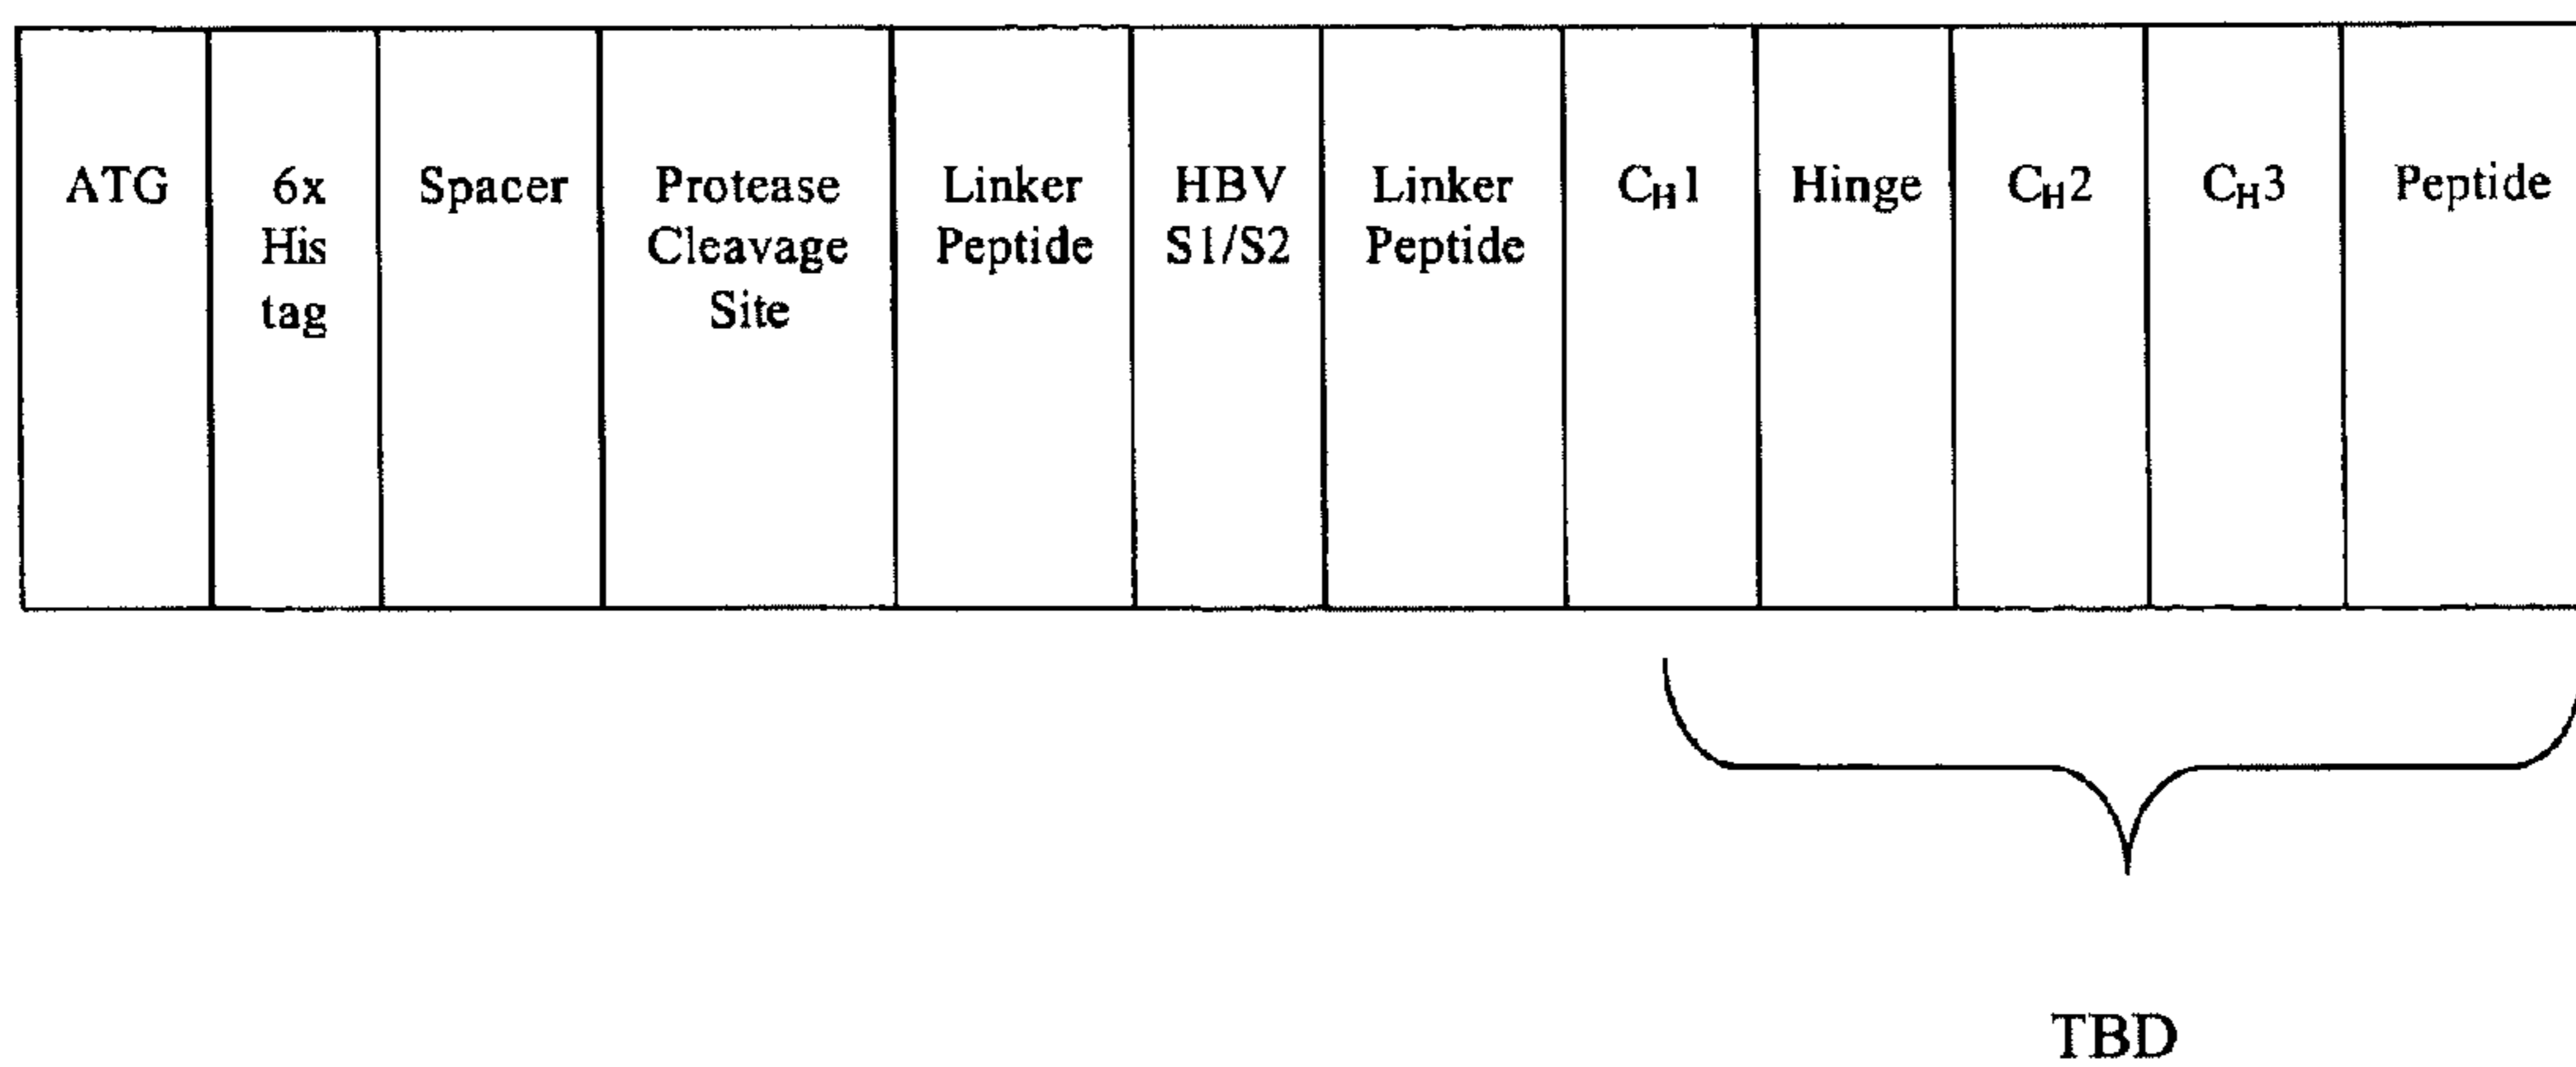 ATG
6x
His
tag
Spacer
Protease
Cleavage
Site
Linker
Peptide
HBV
S1/S2
Linker
Peptide
CH1
Hinge
CH2
CH3
Peptide
TBD